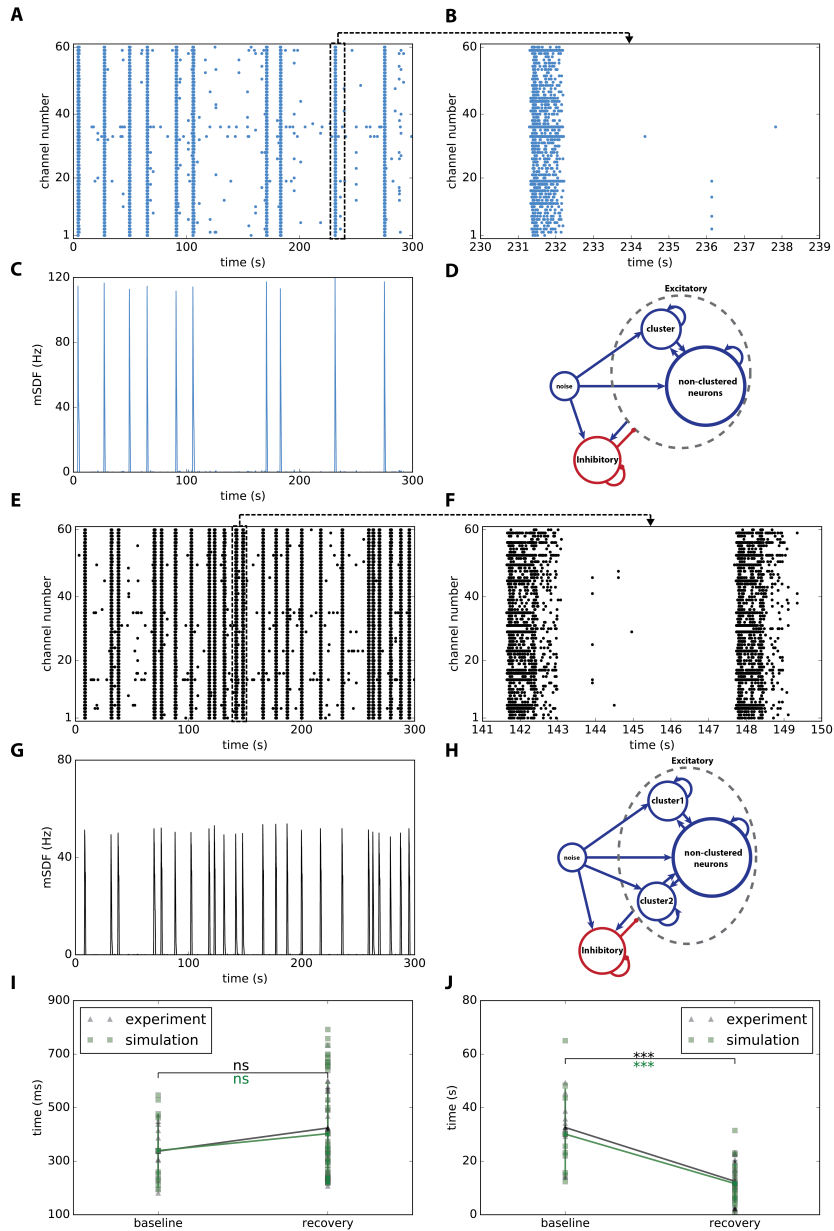 A
B
60
40
20
1
channel number
0
100
200
300
time (s)
60
40
20
1
channel number
230
231
232
233
234
235
236
237
238
239
time (s)
C
D
120
80
40
0
mSDF (Hz)
0
100
200
300
time (s)
Excitatory
cluster
noise
non-clustered
neurons
Inhibitory
E
F
60
40
20
1
channel number
0
100
200
300
time (s)
60
40
20
1
channel number
141
142
143
144
145
146
147
148
149
150
time (s)
G
H
80
40
0
mSDF (Hz)
0
100
200
300
time (s)
Excitatory
cluster1
noise
non-clustered
neurons
cluster2
Inhibitory
I
J
900
700
500
300
100
time (ms)
experiment
simulation
ns
ns
baseline
recovery
80
60
40
20
0
time (s)
experiment
simulation
***
***
baseline
recovery